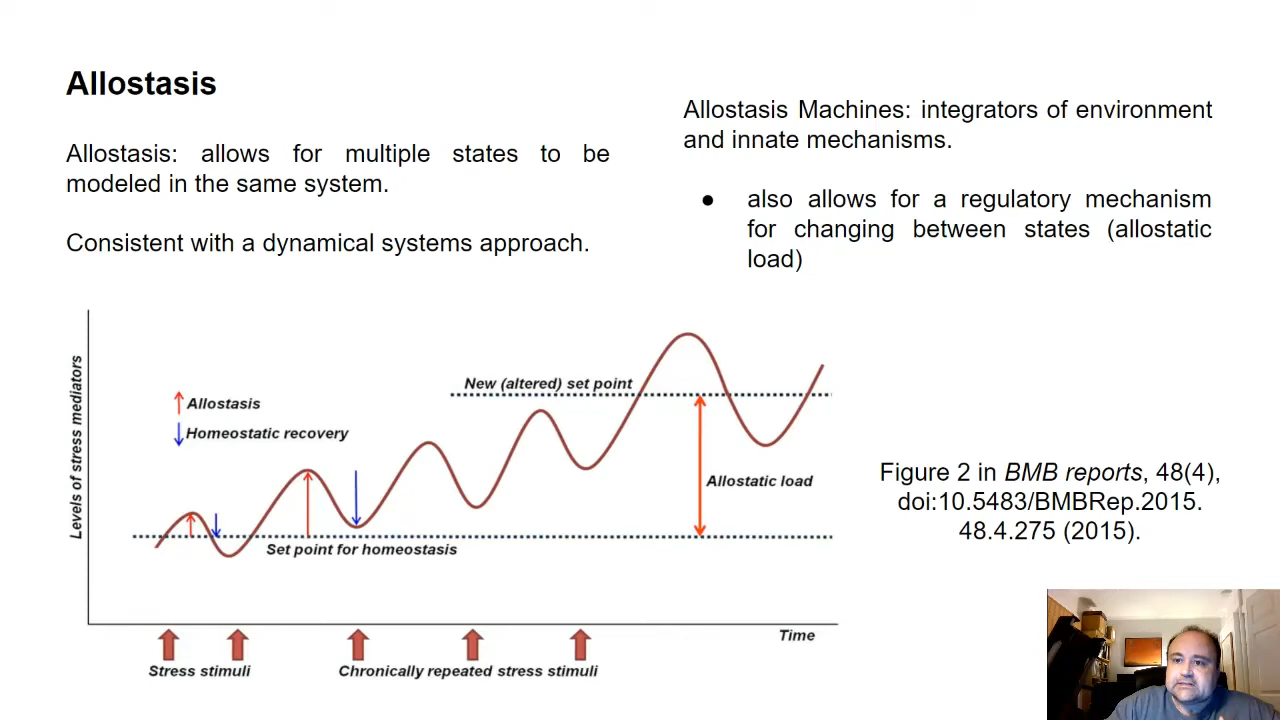 Allostasis
Allostasis: allows for multiple states to be
modeled in the same system.
Consistent with a dynamical systems approach.
Allostasis Machines: integrators of environment
and innate mechanisms.
● also allows for a regulatory mechanism
for changing between states (allostatic
load)
Levels of stress mediators
New (altered) set point
Allostasis
Homeostatic recovery
Allostatic load
Set point for homeostasis
Time
Stress stimuli
Chronically repeated stress stimuli
Figure 2 in BMB reports, 48(4),
doi:10.5483/BMBRep.2015.
48.4.275 (2015).